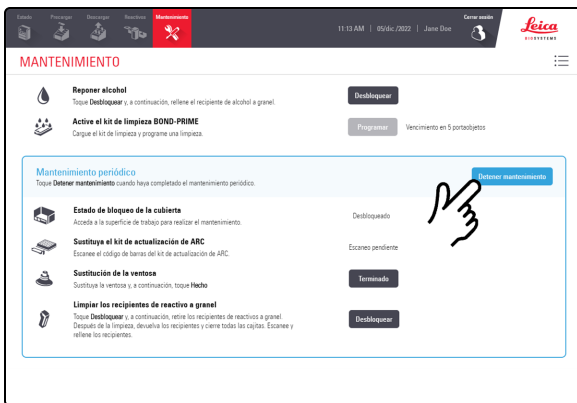 Estado Precargar Descargar Reactivos Mantenimiento
11:13 AM | 05/dic./2022 | Jane Doe Cerrar sesión
Leica
BIOSYSTEMS
MANTENIMIENTO
Reponer alcohol
Toque Desbloquear y, a continuación, rellene el recipiente de alcohol a granel.
Desbloquear
Active el kit de limpieza BOND-PRIME
Cargue el kit de limpieza y programe una limpieza.
Programar Vencimiento en 5 portaobjetos
Mantenimiento periódico
Toque Detener mantenimiento cuando haya completado el mantenimiento periódico.
Detener mantenimiento
Estado de bloqueo de la cubierta
Acceda a la superficie de trabajo para realizar el mantenimiento.
Desbloqueado
Sustituya el kit de actualización de ARC
Escanee el código de barras del kit de actualización de ARC.
Escaneo pendiente
Sustitución de la ventosa
Sustituya la ventosa y, a continuación, toque Hecho
Terminado
Limpiar los recipientes de reactivo a granel
Toque Desbloquear y, a continuación, retire los recipientes de reactivos a granel.
Después de la limpieza, devuelva los recipientes y cierre todas las cajitas. Escanee y
rellene los recipientes.
Desbloquear